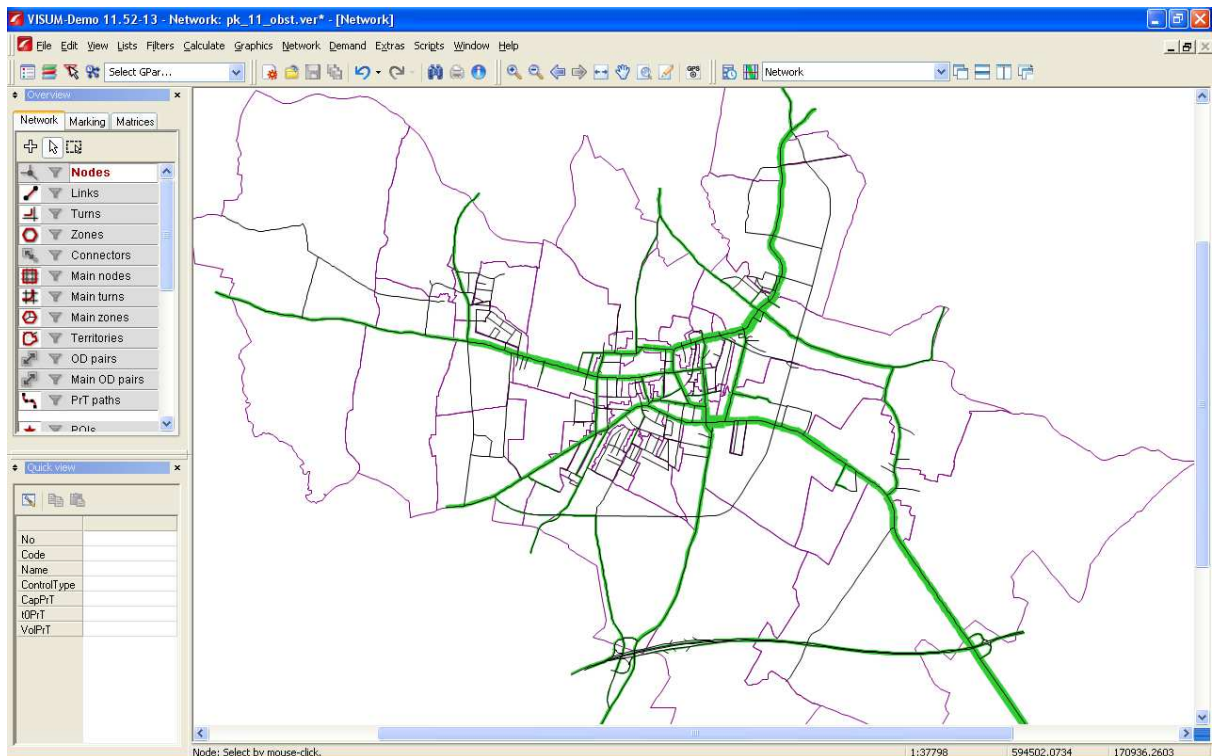 VISUM-Demo 11.52-13 - Network: pk_11_obst.ver* - [Network]
File Edit View Lists Filters Calculate Graphics Network Demand Extras Scripts Window Help
Select GPar... GPS Network
Overview
Network Marking Matrices
Nodes
Links
Turns
Zones
Connectors
Main nodes
Main turns
Main zones
Territories
OD pairs
Main OD pairs
PrT paths
POIs
Quick view
No
Code
Name
ControlType
CapPrT
t0PrT
VolPrT
Node: Select by mouse-click. 1:37798 594502.0734 170936.2603